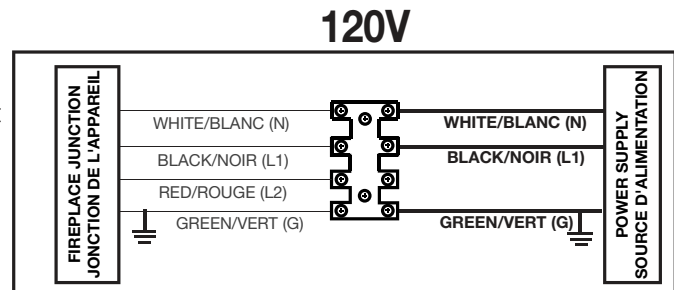 120V
FIREPLACE JUNCTION
JONCTION DE L'APPAREIL
WHITE/BLANC (N)
BLACK/NOIR (L1)
RED/ROUGE (L2)
GREEN/VERT (G)
WHITE/BLANC (N)
BLACK/NOIR (L1)
GREEN/VERT (G)
POWER SUPPLY
SOURCE D'ALIMENTATION